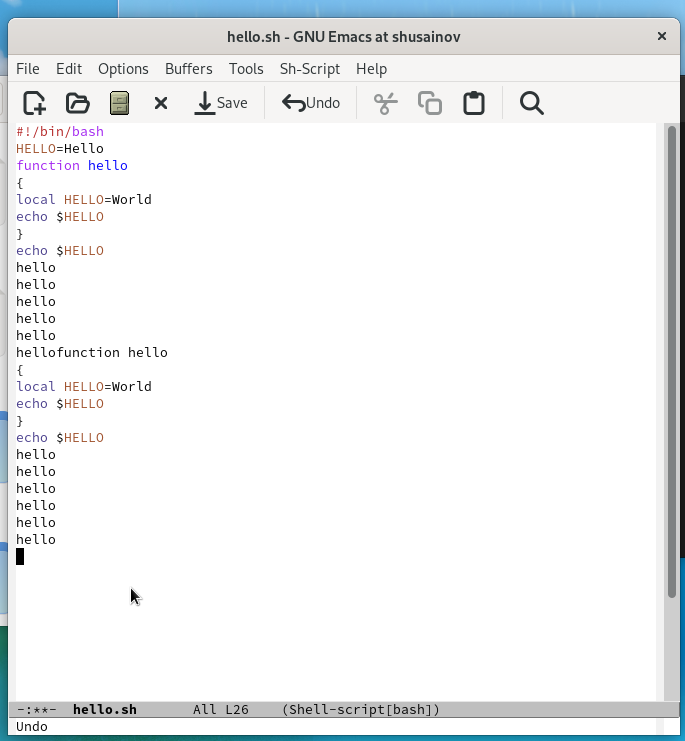 hello.sh - GNU Emacs at shusainov
File Edit Options Buffers Tools Sh-Script Help
Save Undo
#!/bin/bash
HELLO=Hello
function hello
{
local HELLO=World
echo $HELLO
}
echo $HELLO
hello
hello
hello
hello
hello
hellofunction hello
{
local HELLO=World
echo $HELLO
}
echo $HELLO
hello
hello
hello
hello
hello
hello
-:**- hello.sh All L26 (Shell-script[bash])
Undo